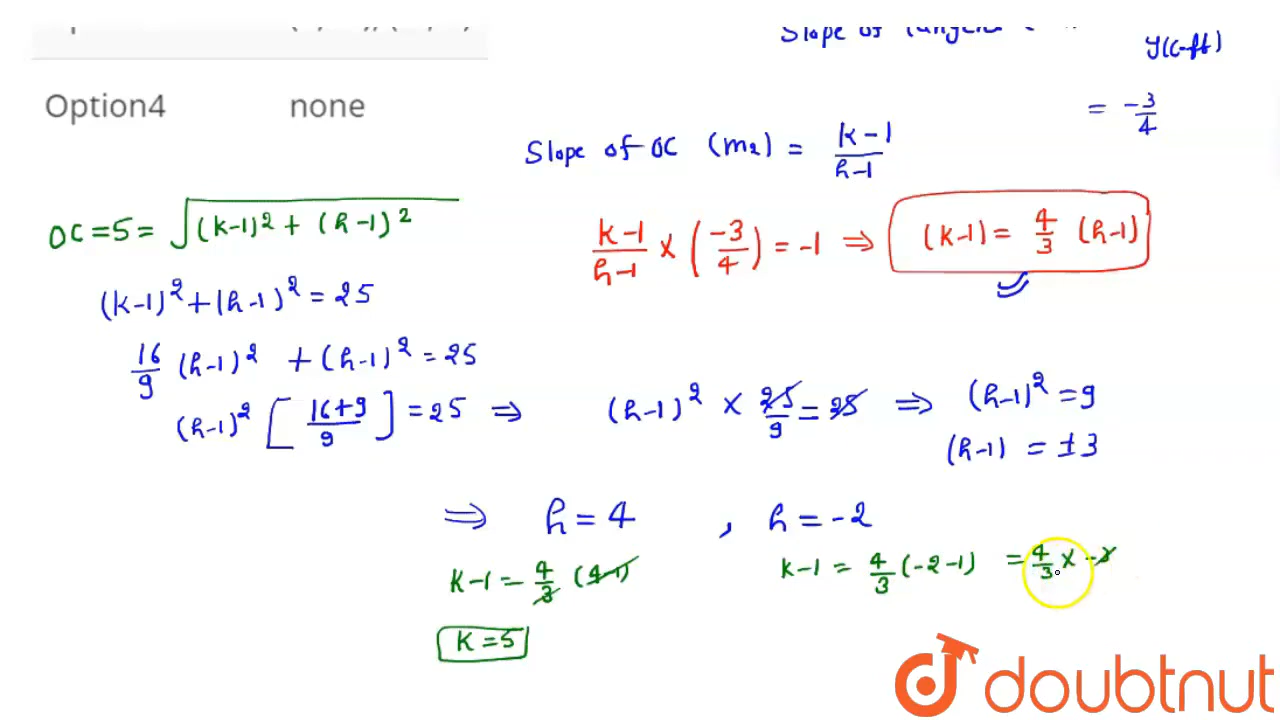 Slope of
y(c-ft)
Option4 none
= -3/4
Slope of OC (m2) = k-1/h-1
OC = 5 = √(k-1)2 + (h-1)2
k-1/h-1 × (-3/4) = -1 ⇒ (k-1) = 4/3 (h-1)
(k-1)2 + (h-1)2 = 25
16/9 (h-1)2 + (h-1)2 = 25
(h-1)2 [16+9/9] = 25 ⇒ (h-1)2 × 25/9 = 25 ⇒ (h-1)2 = 9
(h-1) = ±3
⇒ h = 4 , h = -2
k-1 = 4/3 (4-1) k-1 = 4/3 (-2-1) = 4/3 × -3
k = 5
doubtnut